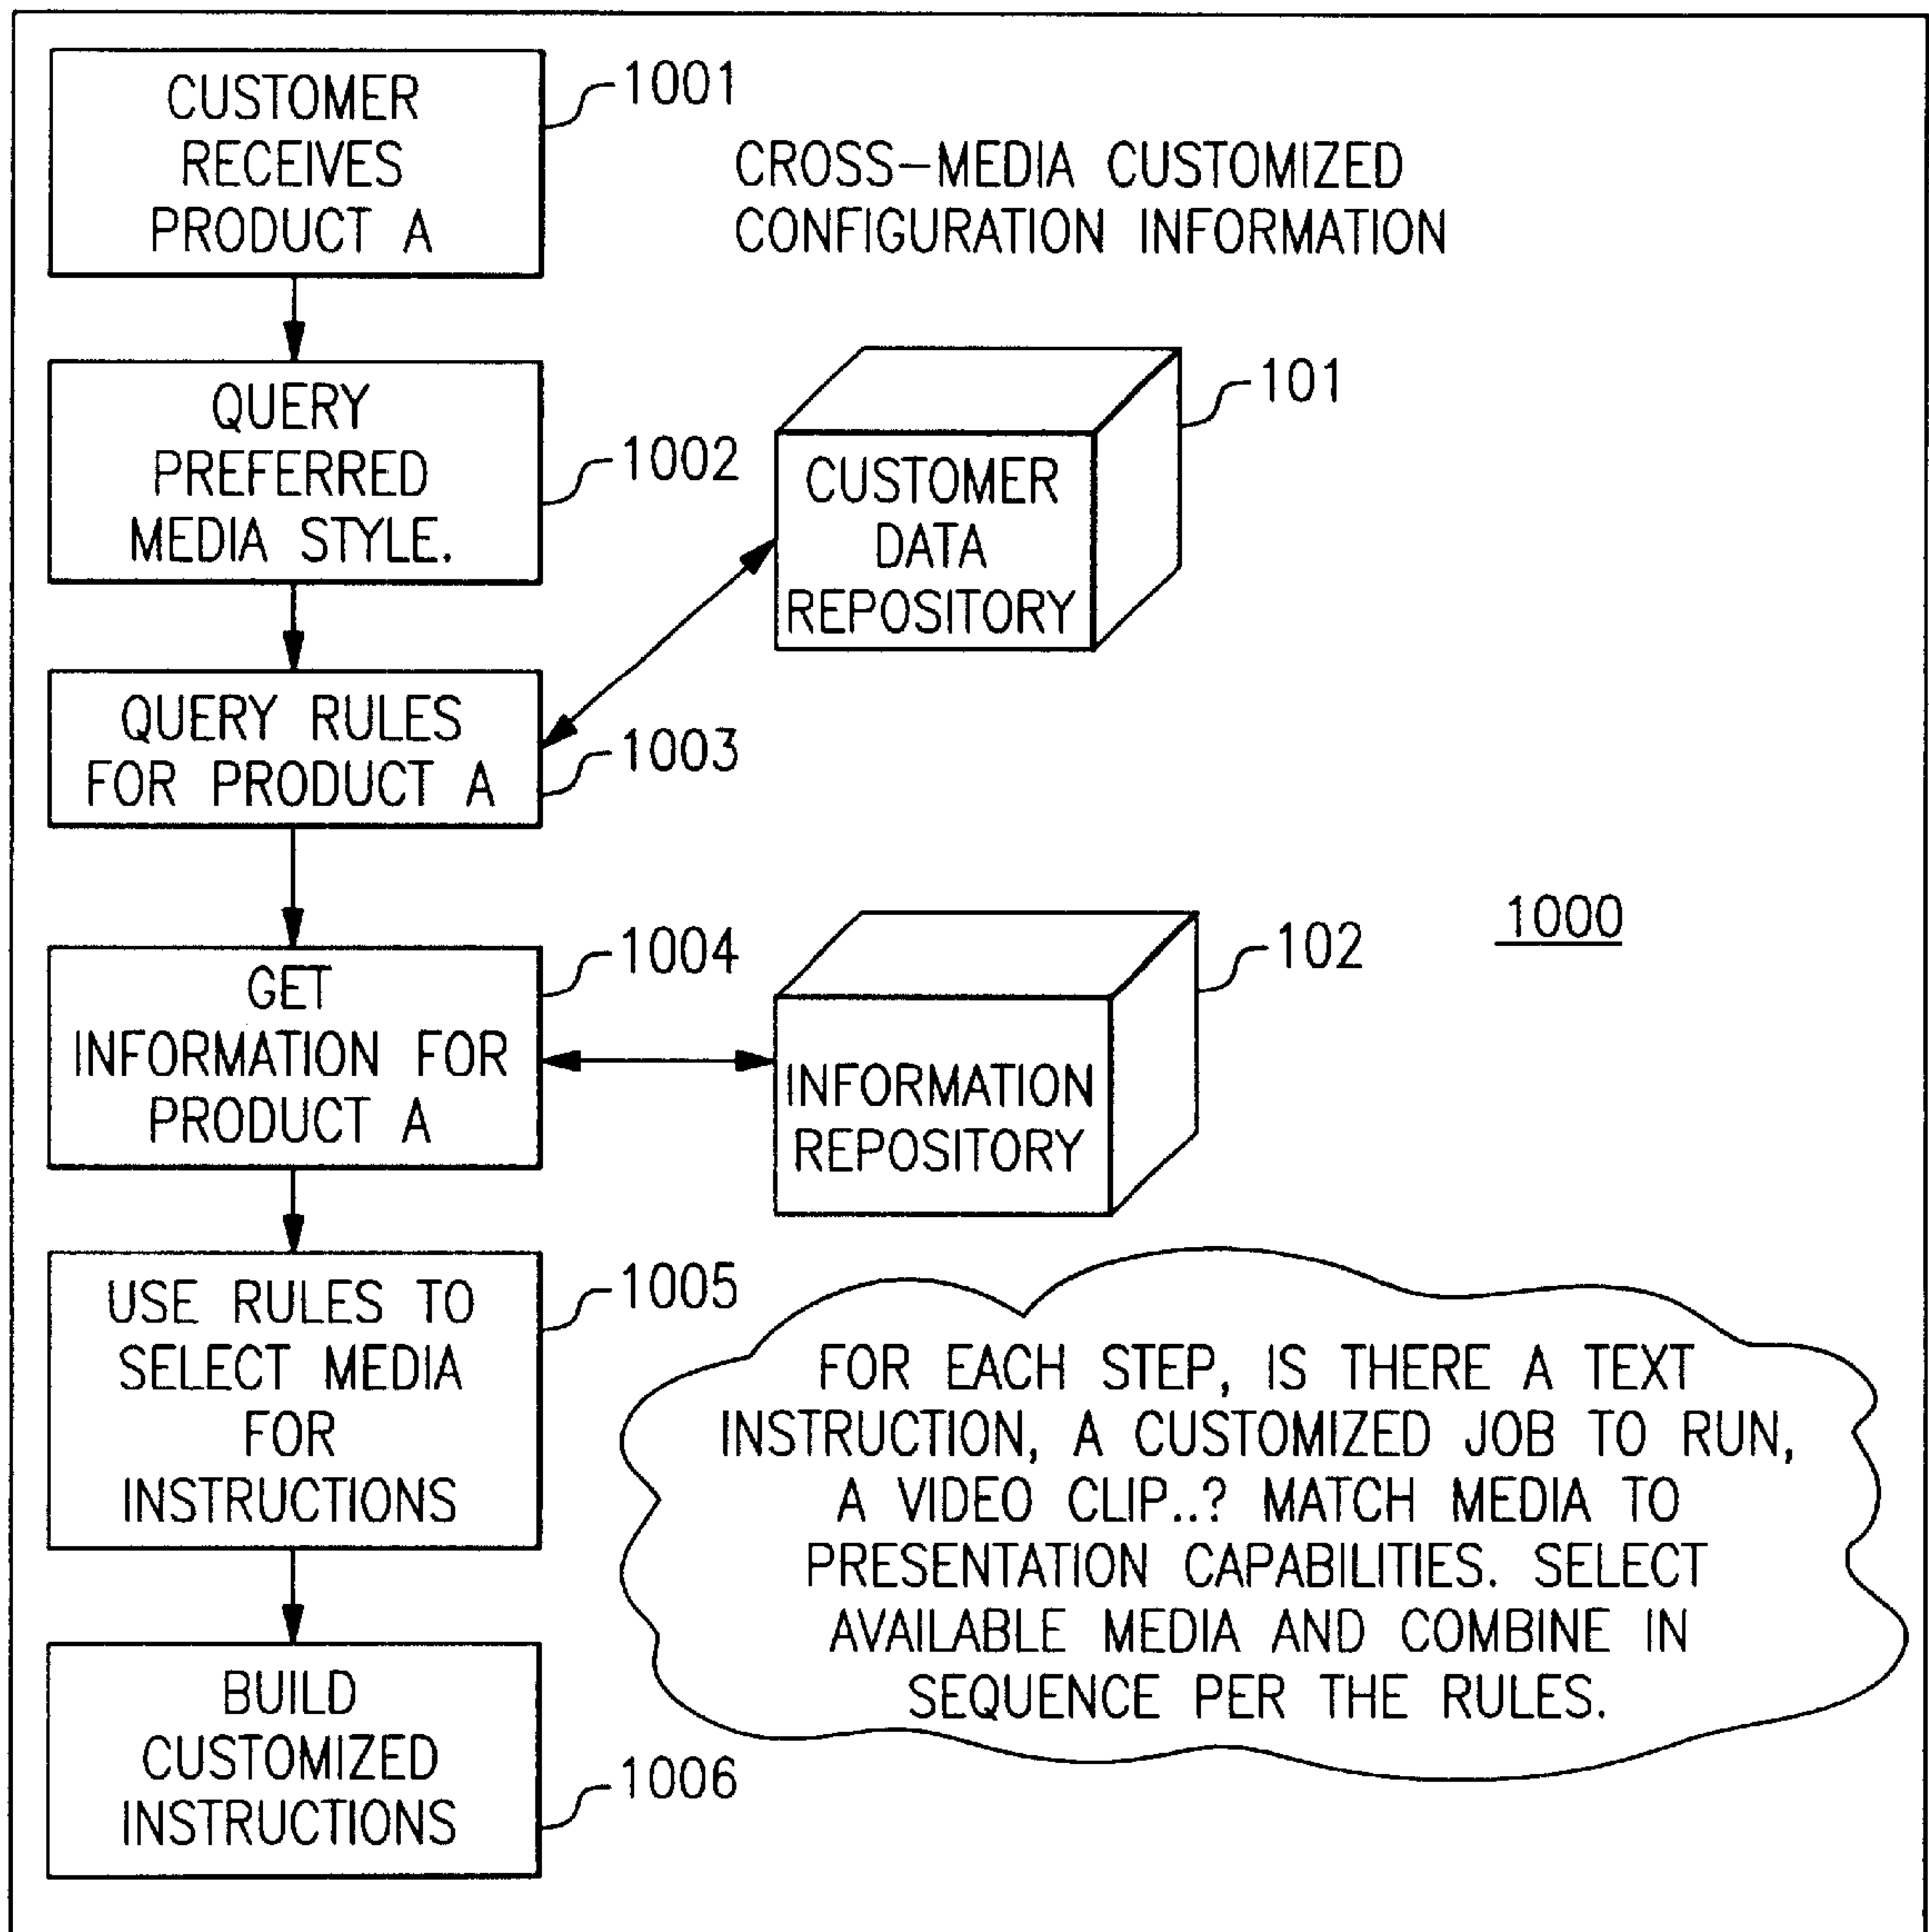 CUSTOMER
RECEIVES
PRODUCT A
1001
CROSS-MEDIA CUSTOMIZED
CONFIGURATION INFORMATION
QUERY
PREFERRED
MEDIA STYLE.
1002
101
CUSTOMER
DATA
REPOSITORY
QUERY RULES
FOR PRODUCT A
1003
1000
GET
INFORMATION FOR
PRODUCT A
1004
102
INFORMATION
REPOSITORY
USE RULES TO
SELECT MEDIA
FOR
INSTRUCTIONS
1005
FOR EACH STEP, IS THERE A TEXT
INSTRUCTION, A CUSTOMIZED JOB TO RUN,
A VIDEO CLIP..? MATCH MEDIA TO
PRESENTATION CAPABILITIES. SELECT
AVAILABLE MEDIA AND COMBINE IN
SEQUENCE PER THE RULES.
BUILD
CUSTOMIZED
INSTRUCTIONS
1006